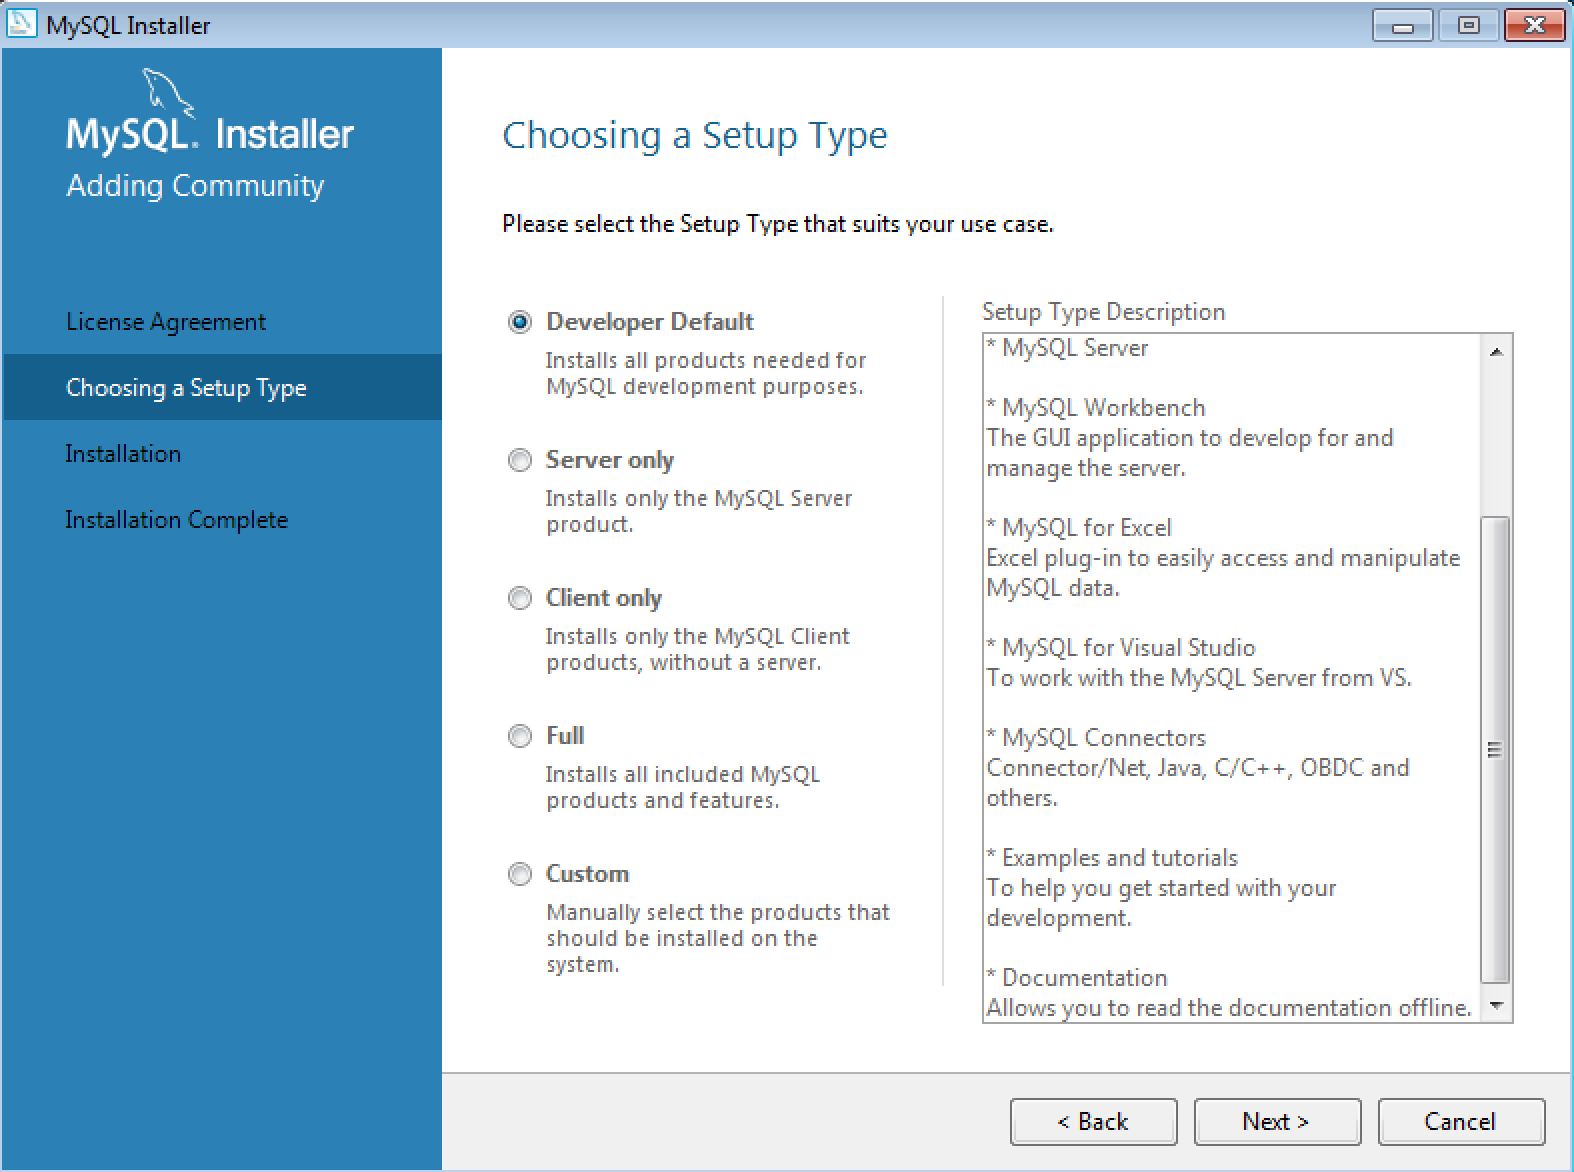 MySQL Installer
MySQL. Installer
Adding Community
License Agreement
Choosing a Setup Type
Installation
Installation Complete
Choosing a Setup Type
Please select the Setup Type that suits your use case.
Developer Default
Installs all products needed for
MySQL development purposes.
Server only
Installs only the MySQL Server
product.
Client only
Installs only the MySQL Client
products, without a server.
Full
Installs all included MySQL
products and features.
Custom
Manually select the products that
should be installed on the
system.
Setup Type Description
* MySQL Server
* MySQL Workbench
The GUI application to develop for and
manage the server.
* MySQL for Excel
Excel plug-in to easily access and manipulate
MySQL data.
* MySQL for Visual Studio
To work with the MySQL Server from VS.
* MySQL Connectors
Connector/Net, Java, C/C++, OBDC and
others.
* Examples and tutorials
To help you get started with your
development.
* Documentation
Allows you to read the documentation offline.
< Back
Next >
Cancel